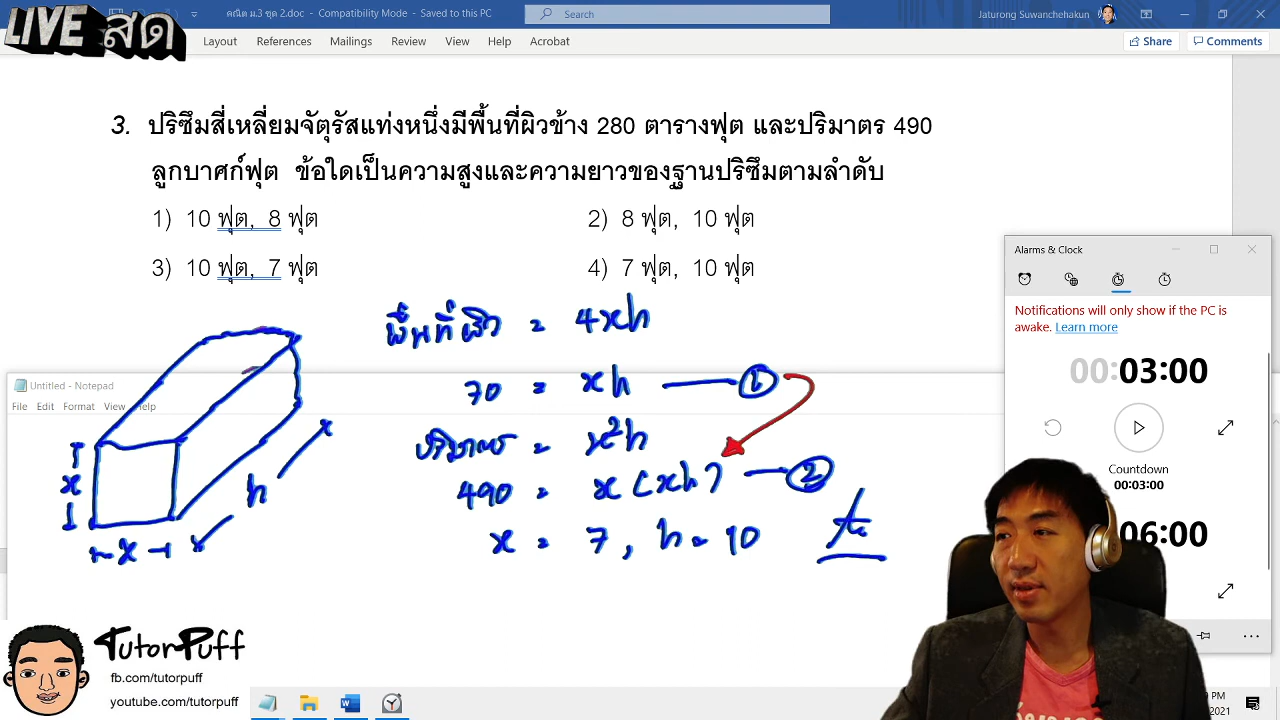 LIVE สด
คณิต ม.3 ชุด 2.doc - Compatibility Mode - Saved to this PC
Search
Jaturong Suwanchehakun
Layout References Mailings Review View Help Acrobat
Share Comments
3. ปริซึมสี่เหลี่ยมจัตุรัสแท่งหนึ่งมีพื้นที่ผิวข้าง 280 ตารางฟุต และปริมาตร 490
ลูกบาศก์ฟุต ข้อใดเป็นความสูงและความยาวของฐานปริซึมตามลำดับ
1) 10 ฟุต, 8 ฟุต 2) 8 ฟุต, 10 ฟุต
3) 10 ฟุต, 7 ฟุต 4) 7 ฟุต, 10 ฟุต
พื้นที่ผิว = 4xh
70 = xh ①
ปริมาตร = x²h
490 = x (xh) ②
x = 7, h = 10
x
x
h
Untitled - Notepad
File Edit Format View Help
Alarms & Clock
Notifications will only show if the PC is
awake. Learn more
00:03:00
Countdown
00:03:00
06:00
TutorPuff
fb.com/tutorpuff
youtube.com/tutorpuff
PM
2021